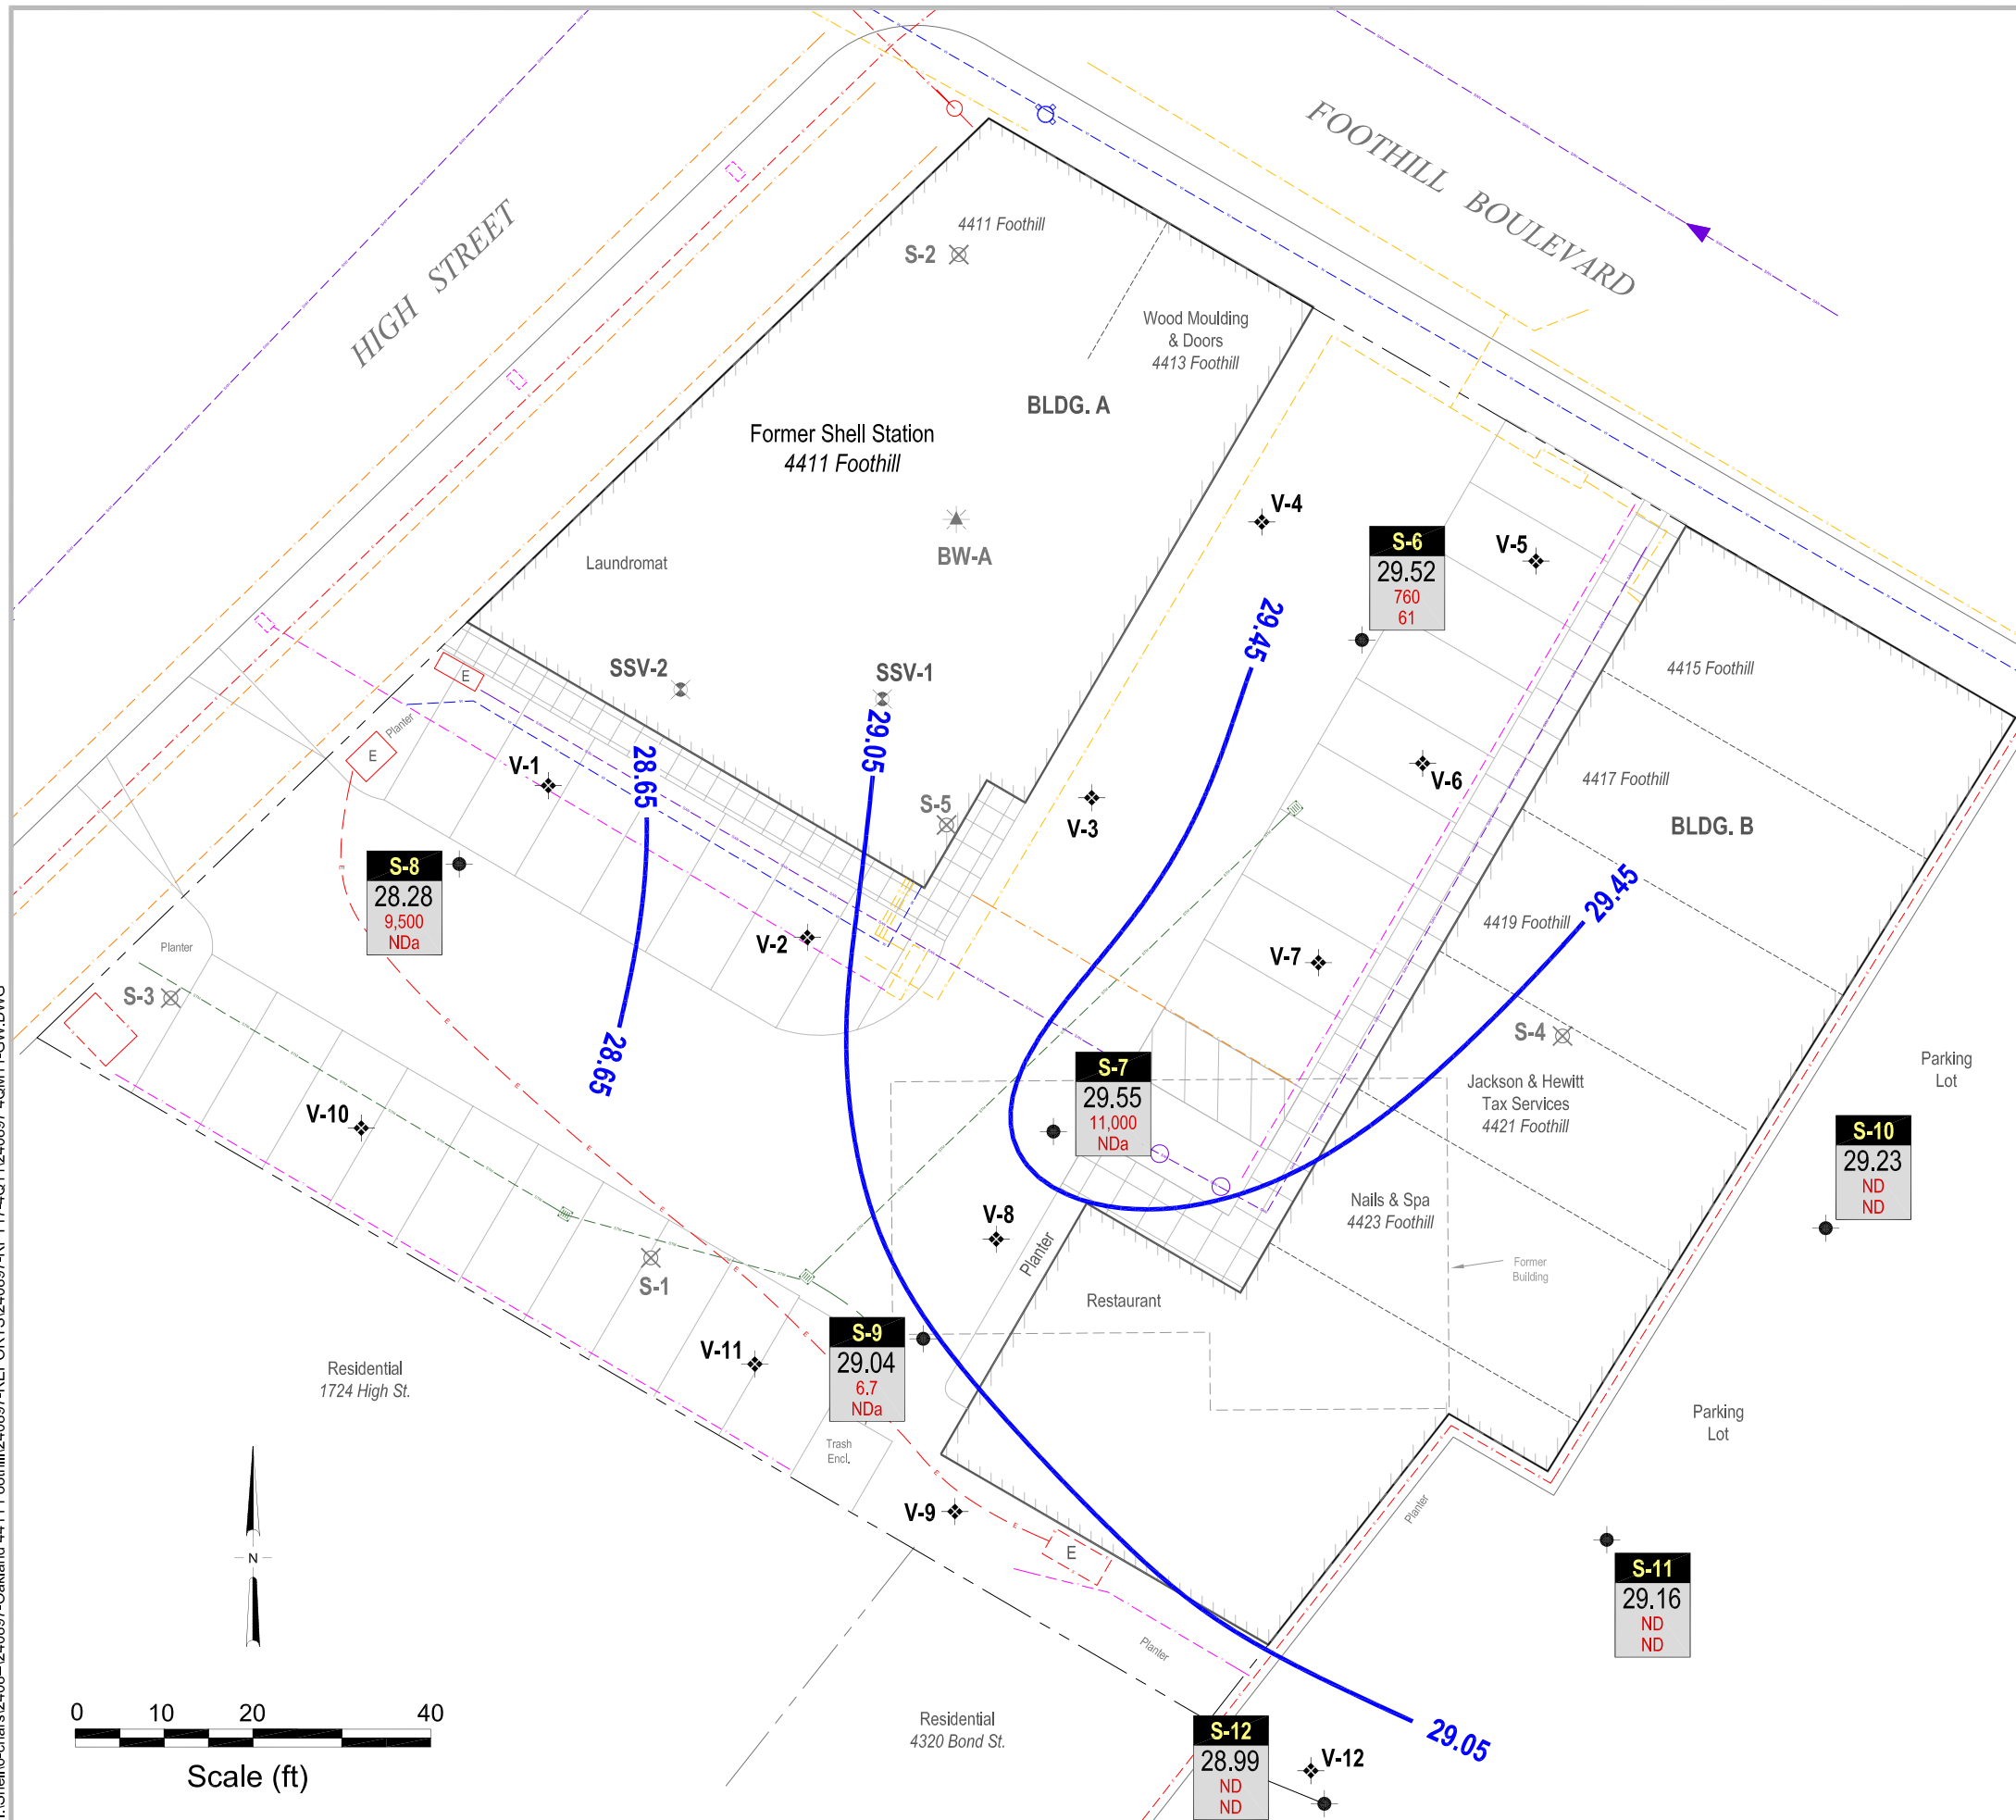 HIGH STREET
FOOTHILL BOULEVARD
4411 Foothill
S-2
Wood Moulding
& Doors
4413 Foothill
BLDG. A
Former Shell Station
4411 Foothill
BW-A
Laundromat
V-4
S-6
29.52
760
61
V-5
29.45
4415 Foothill
SSV-2
SSV-1
E
Planter
E
V-1
28.65
29.05
S-5
V-3
V-6
4417 Foothill
BLDG. B
S-8
28.28
9,500
NDa
29.45
4419 Foothill
V-2
V-7
Planter
S-3
S-4
28.65
S-7
29.55
11,000
NDa
Jackson & Hewitt
Tax Services
4421 Foothill
Parking
Lot
V-10
S-10
29.23
ND
ND
V-8
Planter
Nails & Spa
4423 Foothill
Former
Building
S-1
Restaurant
S-9
29.04
6.7
NDa
V-11
Residential
1724 High St.
Parking
Lot
Trash
Encl.
V-9
E
Planter
S-11
29.16
ND
ND
N
Planter
0 10 20 40
Scale (ft)
Residential
4320 Bond St.
S-12
28.99
ND
ND
V-12
29.05